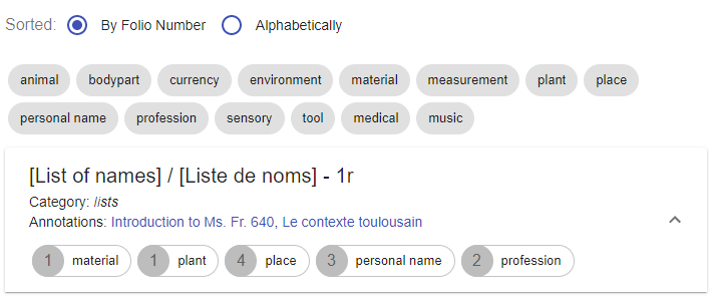 Sorted: By Folio Number Alphabetically
animal bodypart currency environment material measurement plant place
personal name profession sensory tool medical music
[List of names] / [Liste de noms] - 1r
Category: lists
Annotations: Introduction to Ms. Fr. 640, Le contexte toulousain
1 material 1 plant 4 place 3 personal name 2 profession